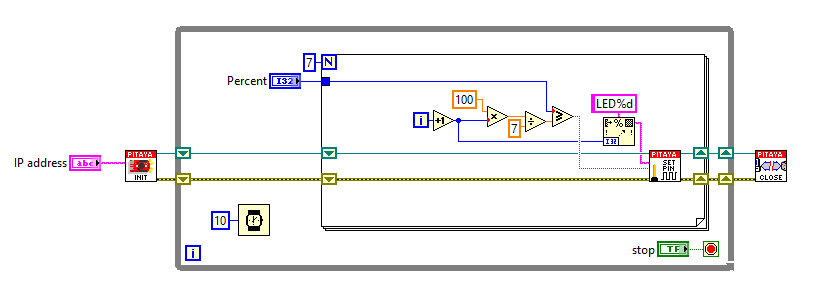 7 N
Percent I32
100
LED%d
i +1 × ÷ ≥
7
%
I32
IP address abc
PITAYA
INIT
PITAYA
SET
PIN
PITAYA
CLOSE
10
i
stop TF